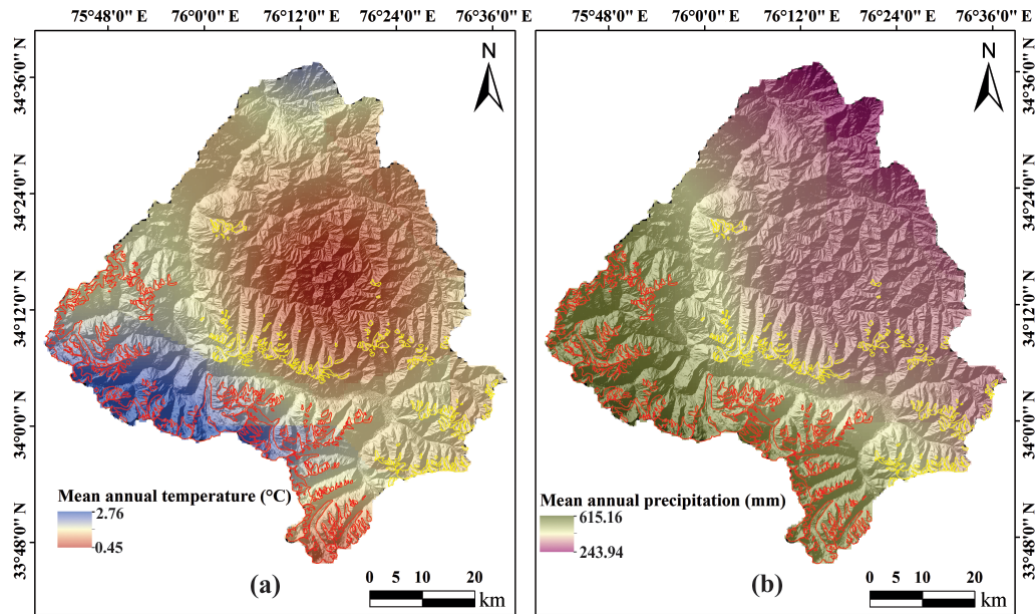 75°48'0" E 76°0'0" E 76°12'0" E 76°24'0" E 76°36'0" E
75°48'0" E 76°0'0" E 76°12'0" E 76°24'0" E 76°36'0" E
34°36'0" N
34°24'0" N
34°12'0" N
34°0'0" N
33°48'0" N
N
Mean annual temperature (°C)
2.76
0.45
(a)
0 5 10 20
km
N
Mean annual precipitation (mm)
615.16
243.94
(b)
0 5 10 20
km
34°36'0" N
34°24'0" N
34°12'0" N
34°0'0" N
33°48'0" N